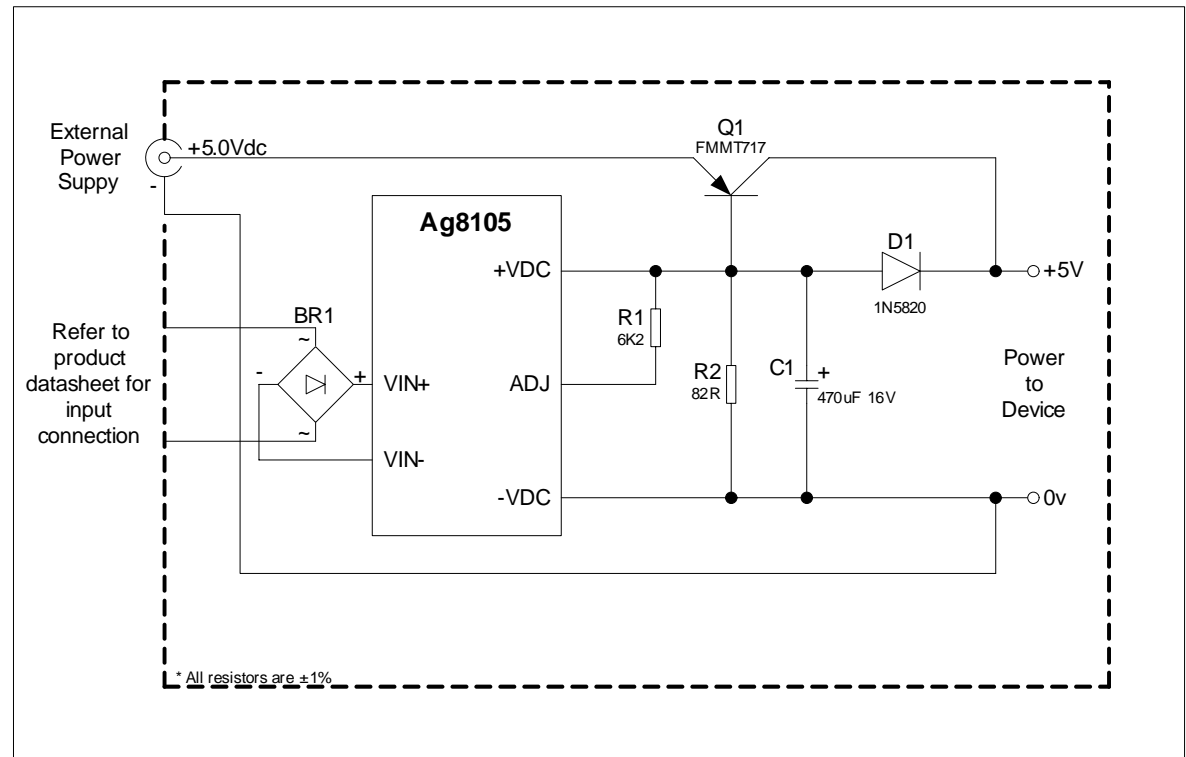 External
Power
Suppy
+5.0Vdc
-
Q1
FMMT717
Ag8105
+VDC
D1
+5V
1N5820
BR1
~
R1
6K2
Refer to
product
datasheet for
input
connection
-
+
VIN+
ADJ
R2
82R
C1
+
470uF 16V
Power
to
Device
~
VIN-
-VDC
0v
* All resistors are ±1%